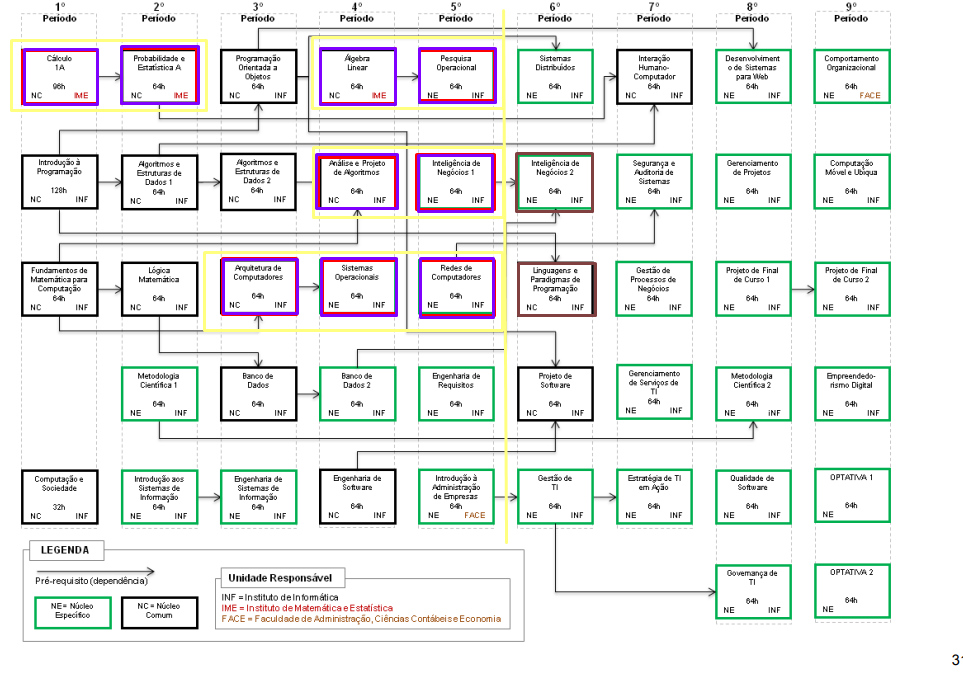 1°
Período
2°
Período
3°
Período
4°
Período
5°
Período
6°
Período
7°
Período
8°
Período
9°
Período
Cálculo
1A
96h
NC IME
Probabilidade e
Estatística A
64h
NC IME
Programação
Orientada a
Objetos
64h
NC INF
Álgebra
Linear
64h
NC IME
Pesquisa
Operacional
64h
NE INF
Sistemas
Distribuídos
64h
NE INF
Interação
Humano-
Computador
64h
NC INF
Desenvolviment
o de Sistemas
para Web
64h
NE INF
Comportamento
Organizacional
64h
NE FACE
Introdução à
Programação
128h
NC INF
Algoritmos e
Estruturas de
Dados 1
64h
NC INF
Algoritmos e
Estruturas de
Dados 2
64h
NC INF
Análise e Projeto
de Algoritmos
64h
NC INF
Inteligência de
Negócios 1
64h
NE INF
Inteligência de
Negócios 2
64h
NE INF
Segurança e
Auditoria de
Sistemas
64h
NE INF
Gerenciamento
de Projetos
64h
NE INF
Computação
Móvel e Ubíqua
64h
NE INF
Fundamentos de
Matemática para
Computação
64h
NC INF
Lógica
Matemática
64h
NC INF
Arquitetura de
Computadores
64h
NC INF
Sistemas
Operacionais
64h
NE INF
Redes de
Computadores
64h
NE INF
Linguagens e
Paradigmas de
Programação
64h
NC INF
Gestão de
Processos de
Negócios
64h
NE INF
Projeto de Final
de Curso 1
64h
NE INF
Projeto de Final
de Curso 2
64h
NE INF
Metodologia
Científica 1
64h
NE INF
Banco de
Dados
64h
NC INF
Banco de
Dados 2
64h
NE INF
Engenharia de
Requisitos
64h
NE INF
Projeto de
Software
64h
NC INF
Gerenciamento
de Serviços de
TI
64h
NE INF
Metodologia
Científica 2
64h
NE INF
Empreendedo-
rismo Digital
64h
NE INF
Computação e
Sociedade
32h
NC INF
Introdução aos
Sistemas de
Informação
64h
NE INF
Engenharia de
Sistemas de
Informação
64h
NE INF
Engenharia de
Software
64h
NC INF
Introdução à
Administração
de Empresas
64h
NE FACE
Gestão de
TI
64h
NE INF
Estratégia de TI
em Ação
64h
NE INF
Qualidade de
Software
64h
NE INF
OPTATIVA 1
64h
NE
Governança de
TI
64h
NE INF
OPTATIVA 2
64h
NE
LEGENDA
Pré-requisito (dependência)
NE = Núcleo
Específico
NC = Núcleo
Comum
Unidade Responsável
INF = Instituto de Informática
IME = Instituto de Matemática e Estatística
FACE = Faculdade de Administração, Ciências Contábeis e Economia